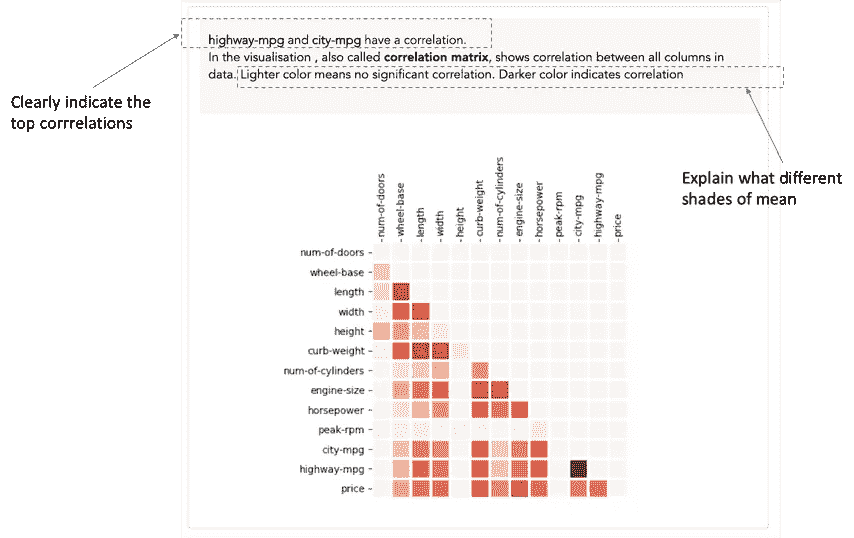 highway-mpg and city-mpg have a correlation.
In the visualisation , also called correlation matrix, shows correlation between all columns in
data. Lighter color means no significant correlation. Darker color indicates correlation
Clearly indicate the
top corrrelations
Explain what different
shades of mean
num-of-doors
wheel-base
length
width
height
curb-weight
num-of-cylinders
engine-size
horsepower
peak-rpm
city-mpg
highway-mpg
price
num-of-doors
wheel-base
length
width
height
curb-weight
num-of-cylinders
engine-size
horsepower
peak-rpm
city-mpg
highway-mpg
price